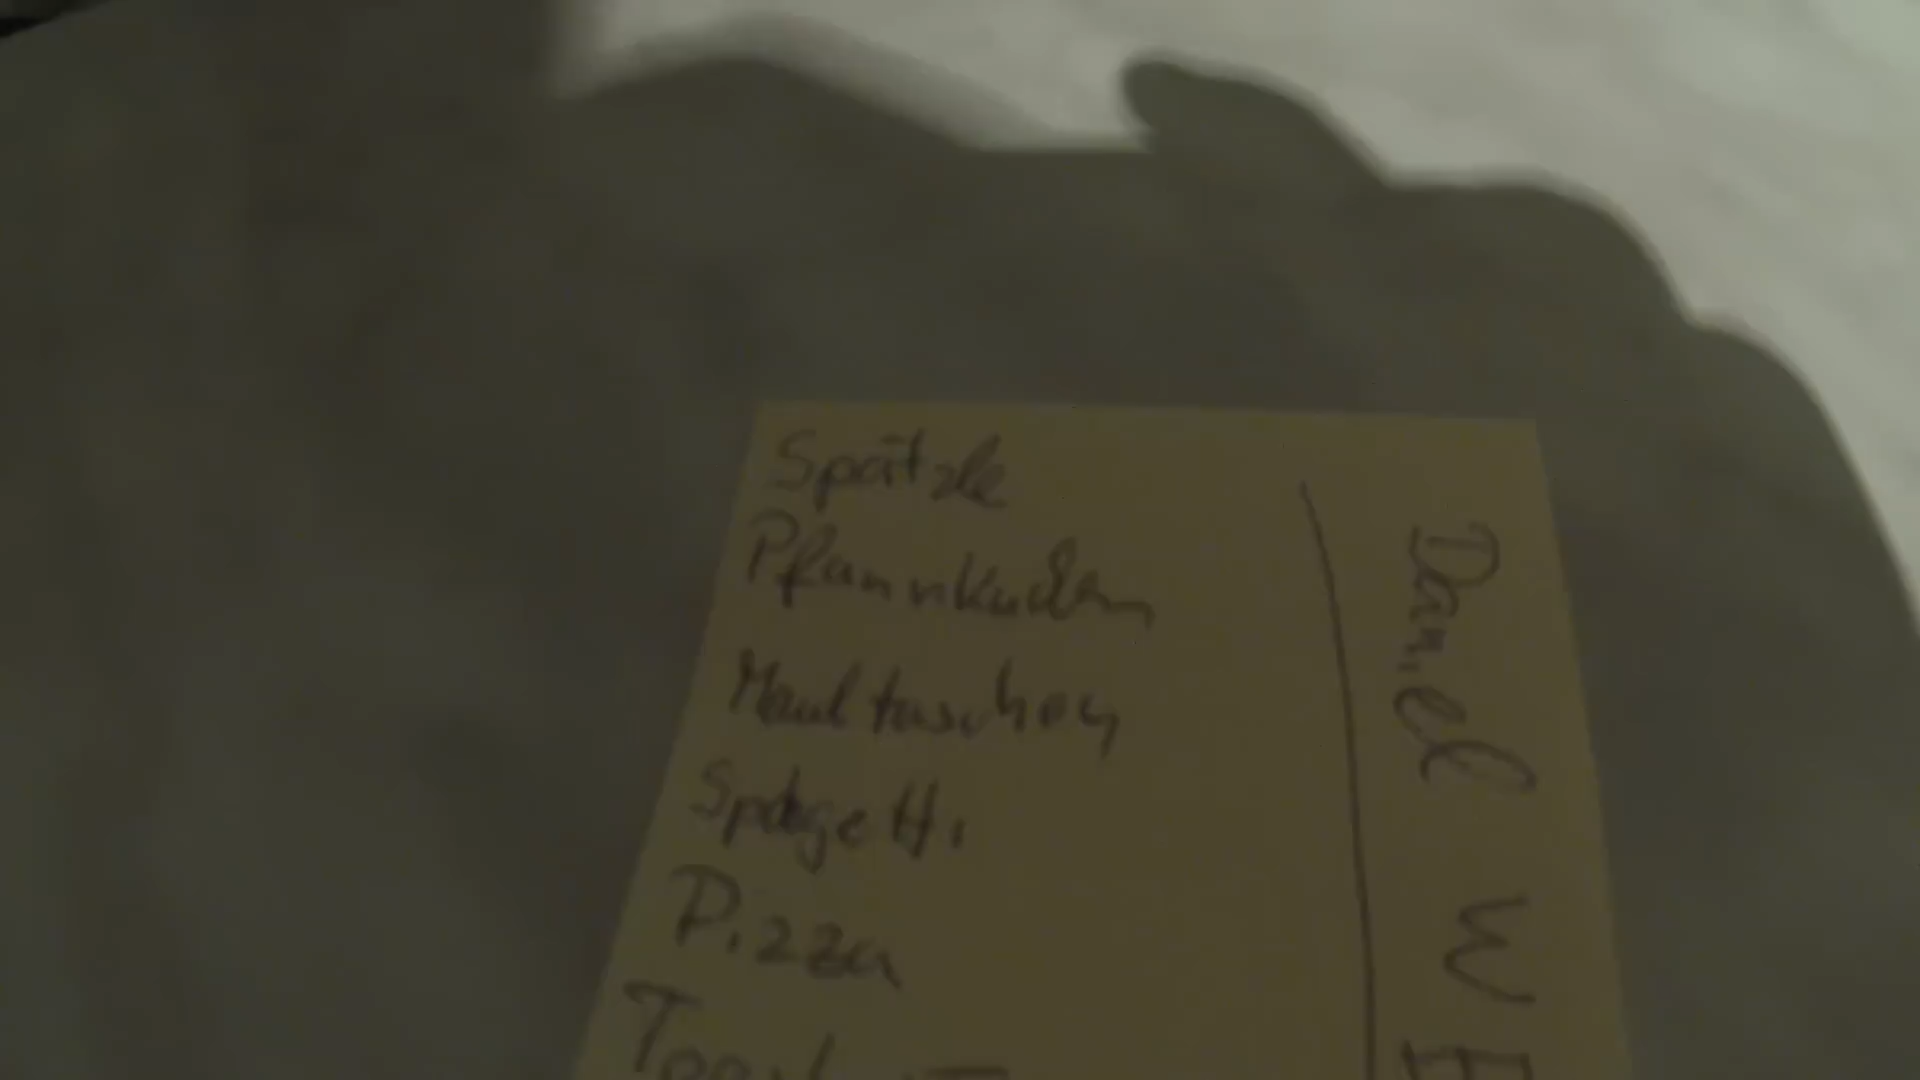 Spätzle
Pfannkuchen
Maultaschen
Spagetti
Pizza
Daniel W